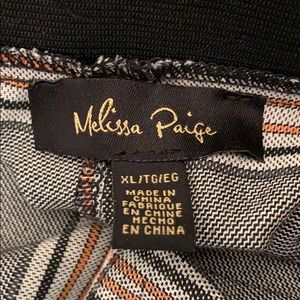 Melissa Paige
XL/TG/EG
MADE IN
CHINA
FABRIQUE
EN CHINE
HECHO
EN CHINA